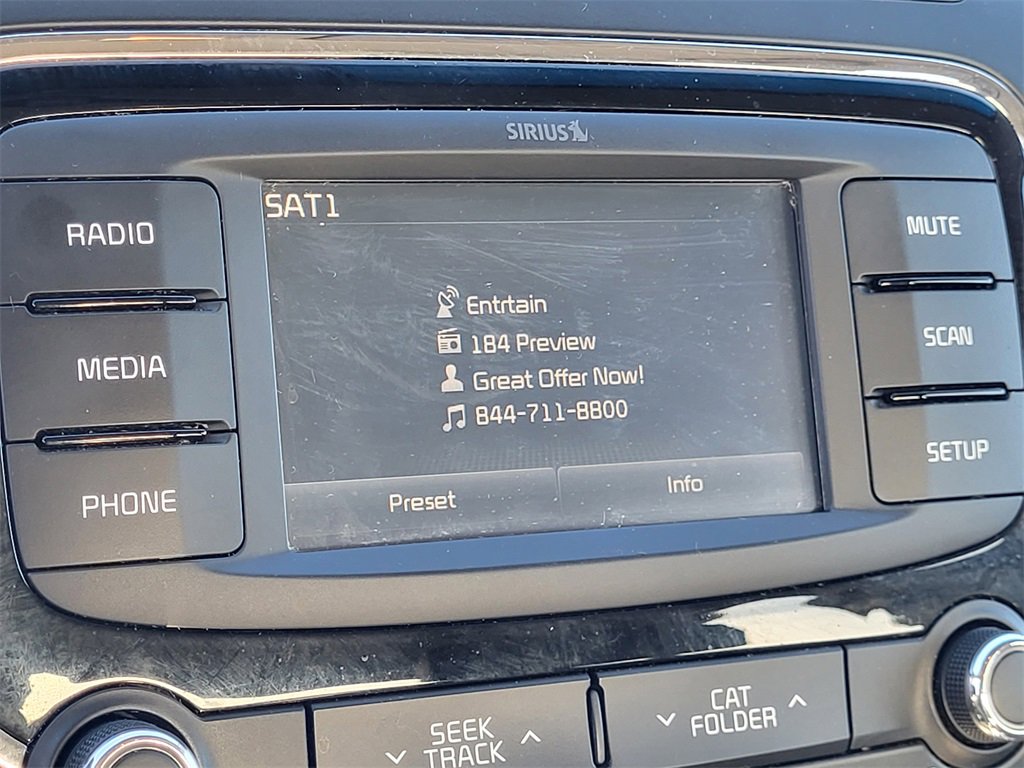 SIRIUS
SAT1
RADIO
MEDIA
PHONE
Entrtain
184 Preview
Great Offer Now!
844-711-8800
Preset
Info
MUTE
SCAN
SETUP
SEEK
TRACK
CAT
FOLDER